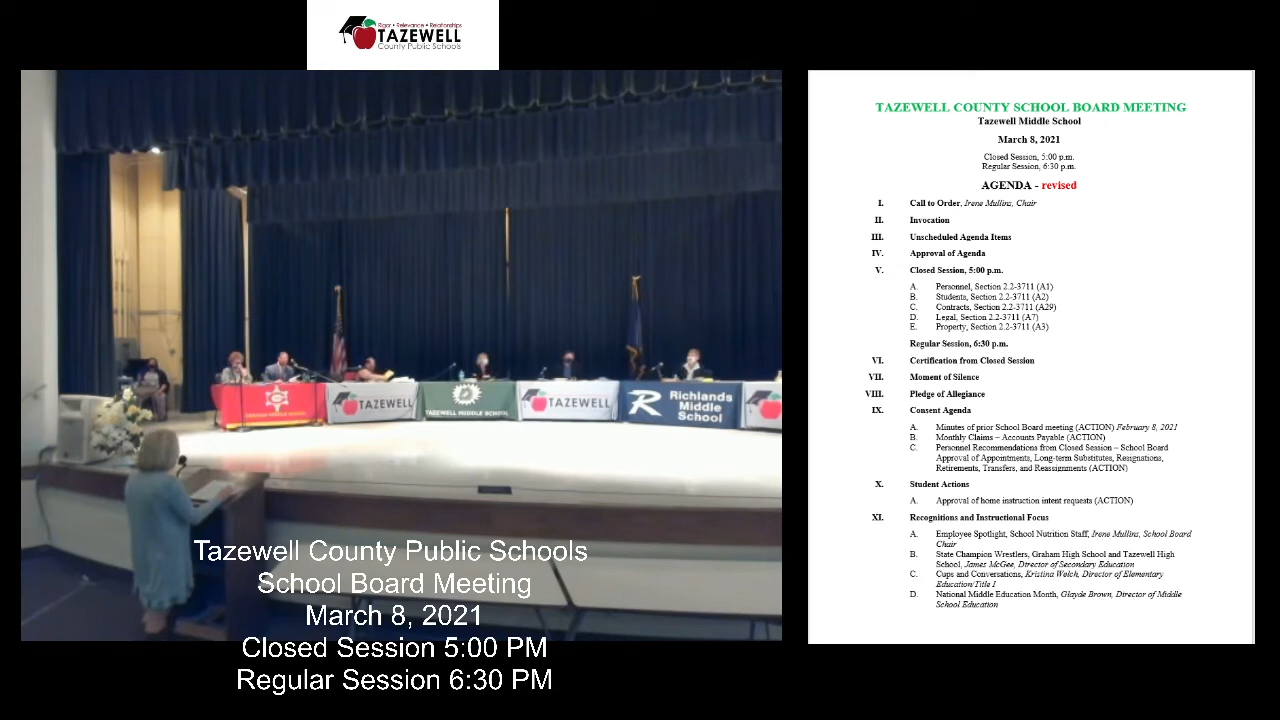 Rigor • Relevance • Relationships
TAZEWELL
County Public Schools
TAZEWELL
TAZEWELL MIDDLE SCHOOL
TAZEWELL
R Richlands
Middle
School
Tazewell County Public Schools
School Board Meeting
March 8, 2021
Closed Session 5:00 PM
Regular Session 6:30 PM
TAZEWELL COUNTY SCHOOL BOARD MEETING
Tazewell Middle School
March 8, 2021
Closed Session, 5:00 p.m.
Regular Session, 6:30 p.m.
AGENDA - revised
I. Call to Order, Irene Mullins, Chair
II. Invocation
III. Unscheduled Agenda Items
IV. Approval of Agenda
V. Closed Session, 5:00 p.m.
A. Personnel, Section 2.2-3711 (A1)
B. Students, Section 2.2-3711 (A2)
C. Contracts, Section 2.2-3711 (A29)
D. Legal, Section 2.2-3711 (A7)
E. Property, Section 2.2-3711 (A3)
Regular Session, 6:30 p.m.
VI. Certification from Closed Session
VII. Moment of Silence
VIII. Pledge of Allegiance
IX. Consent Agenda
A. Minutes of prior School Board meeting (ACTION) February 8, 2021
B. Monthly Claims – Accounts Payable (ACTION)
C. Personnel Recommendations from Closed Session – School Board
Approval of Appointments, Long-term Substitutes, Resignations,
Retirements, Transfers, and Reassignments (ACTION)
X. Student Actions
A. Approval of home instruction intent requests (ACTION)
XI. Recognitions and Instructional Focus
A. Employee Spotlight, School Nutrition Staff, Irene Mullins, School Board
Chair
B. State Champion Wrestlers, Graham High School and Tazewell High
School, James McGee, Director of Secondary Education
C. Cups and Conversations, Kristina Welch, Director of Elementary
Education/Title I
D. National Middle Education Month, Glayde Brown, Director of Middle
School Education